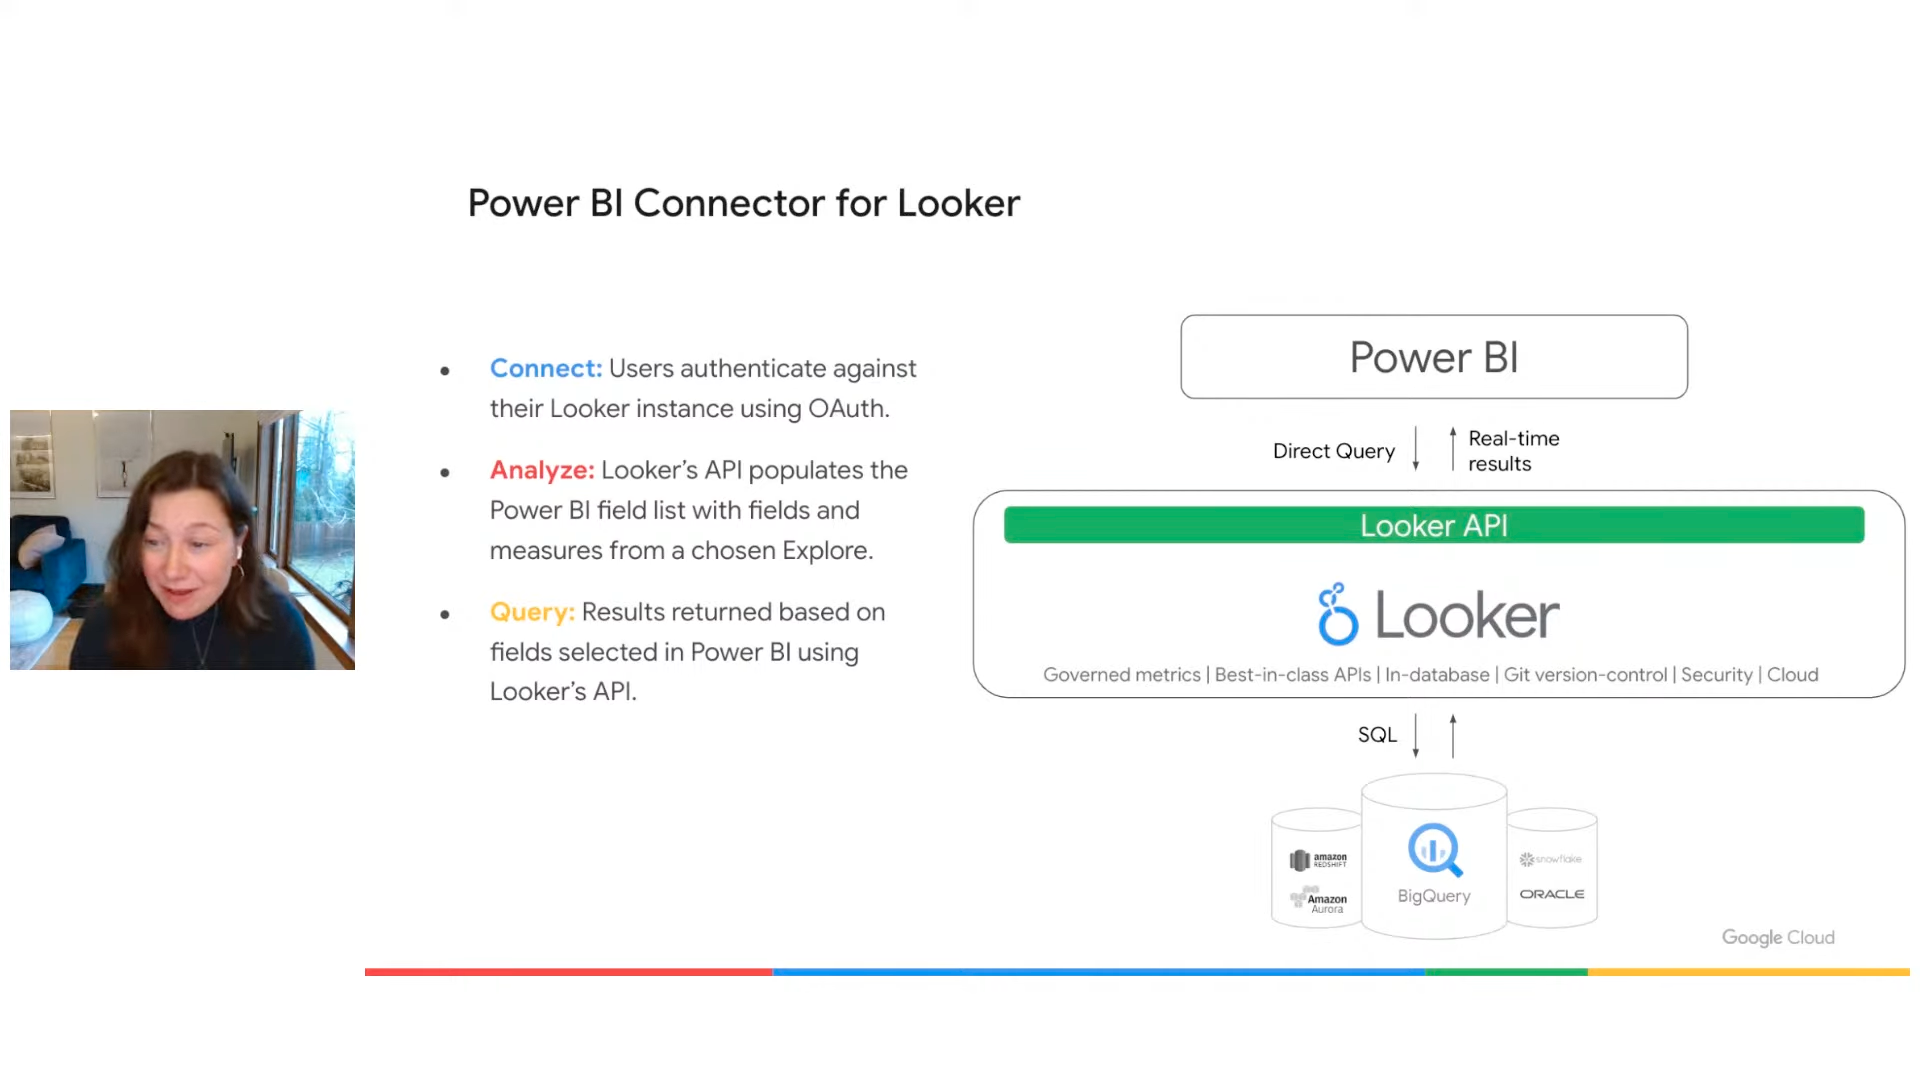 Power BI Connector for Looker
Connect: Users authenticate against
their Looker instance using OAuth.
Analyze: Looker’s API populates the
Power BI field list with fields and
measures from a chosen Explore.
Query: Results returned based on
fields selected in Power BI using
Looker’s API.
Power BI
Direct Query
Real-time
results
Looker API
Looker
Governed metrics | Best-in-class APIs | In-database | Git version-control | Security | Cloud
SQL
amazon
REDSHIFT
Amazon
Aurora
BigQuery
snowflake
ORACLE
Google Cloud